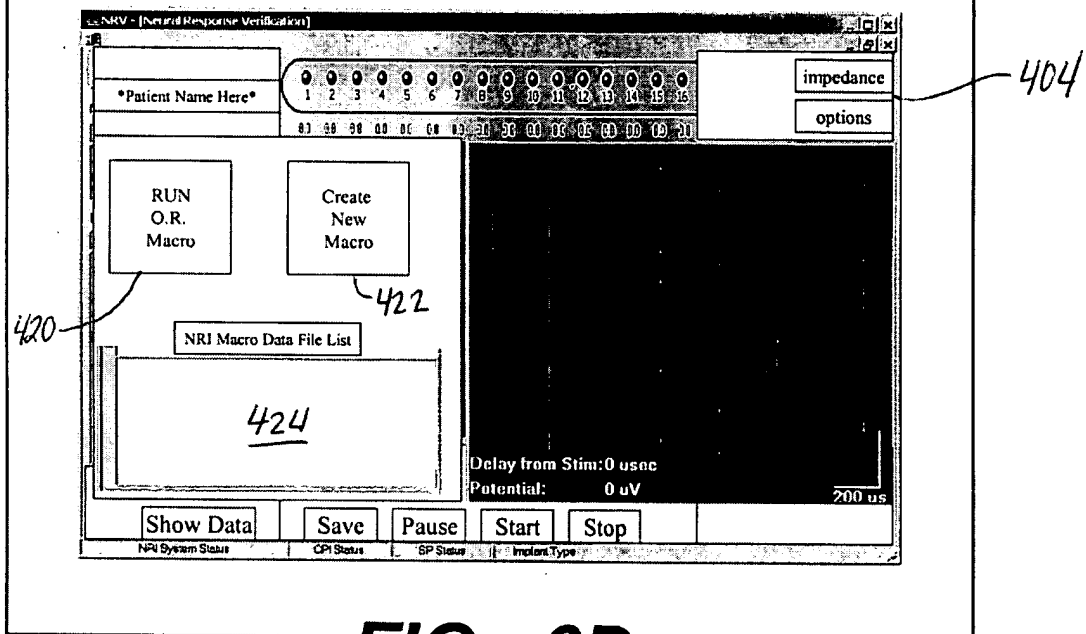 NRV - [Neural Response Verification]
*Patient Name Here*
1 2 3 4 5 6 7 8 9 10 11 12 13 14 15 16
impedance
options
404
RUN
O.R.
Macro
Create
New
Macro
420
422
NRI Macro Data File List
424
Delay from Stim: 0 usec
Potential: 0 uV
200 us
Show Data
Save
Pause
Start
Stop
NRI System Status
CPI Status
SP Status
Implant Type